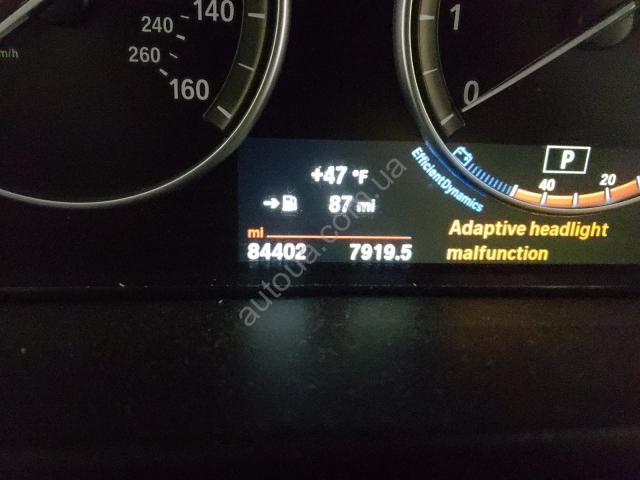 140
240
260
160
m/h
1
0
P
EfficientDynamics
40
20
+47 °F
87 mi
mi
84402
7919.5
Adaptive headlight
malfunction
autoua.com.ua